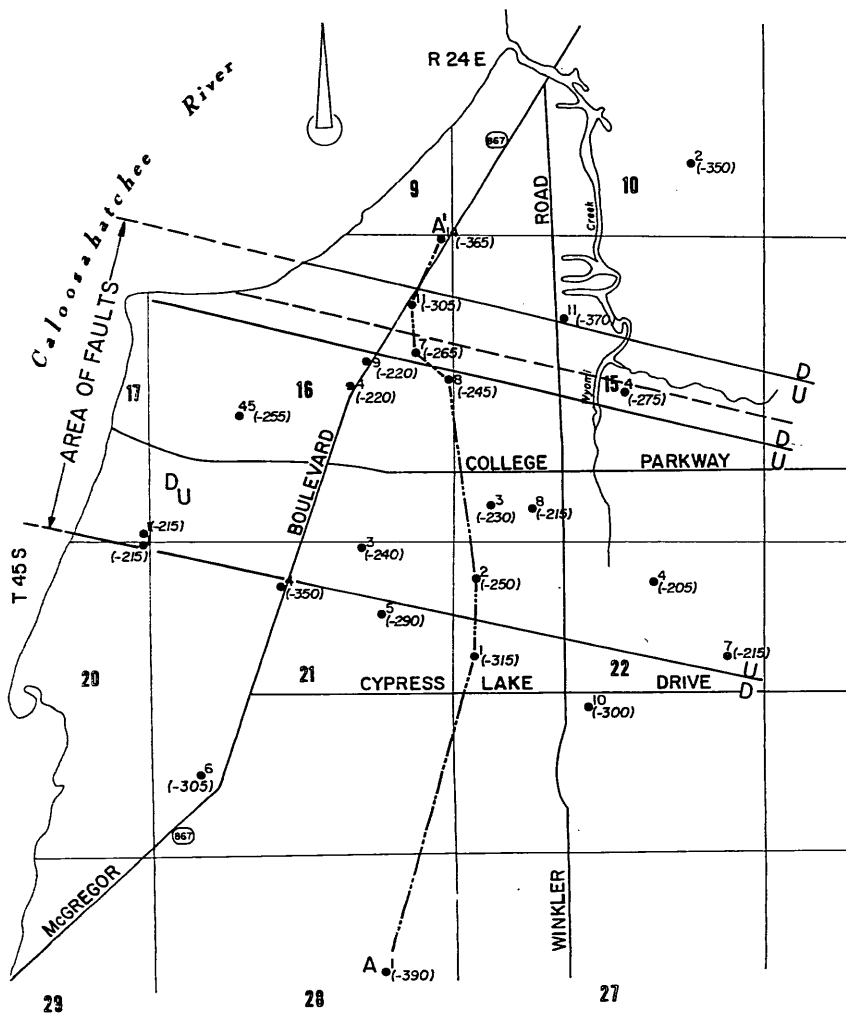 R 24 E
Caloosahatchee River
867
9
ROAD
10
2
(-350)
Creek
A'
(-365)
11
(-305)
11
(-370)
AREA OF FAULTS
7
(-265)
9
(-220)
D
U
17
16
4
(-220)
8
(-245)
15
4
(-275)
45
(-255)
Wyomi
D
U
BOULEVARD
COLLEGE PARKWAY
D
U
3
(-230)
8
(-215)
1
(-215)
(-215)
T 45 S
3
(-240)
2
(-250)
4
(-205)
4
(-350)
5
(-290)
1
(-315)
7
(-215)
20
21
22
U
CYPRESS LAKE DRIVE
D
10
(-300)
6
(-305)
867
McGREGOR
WINKLER
A
1
(-390)
29
28
27